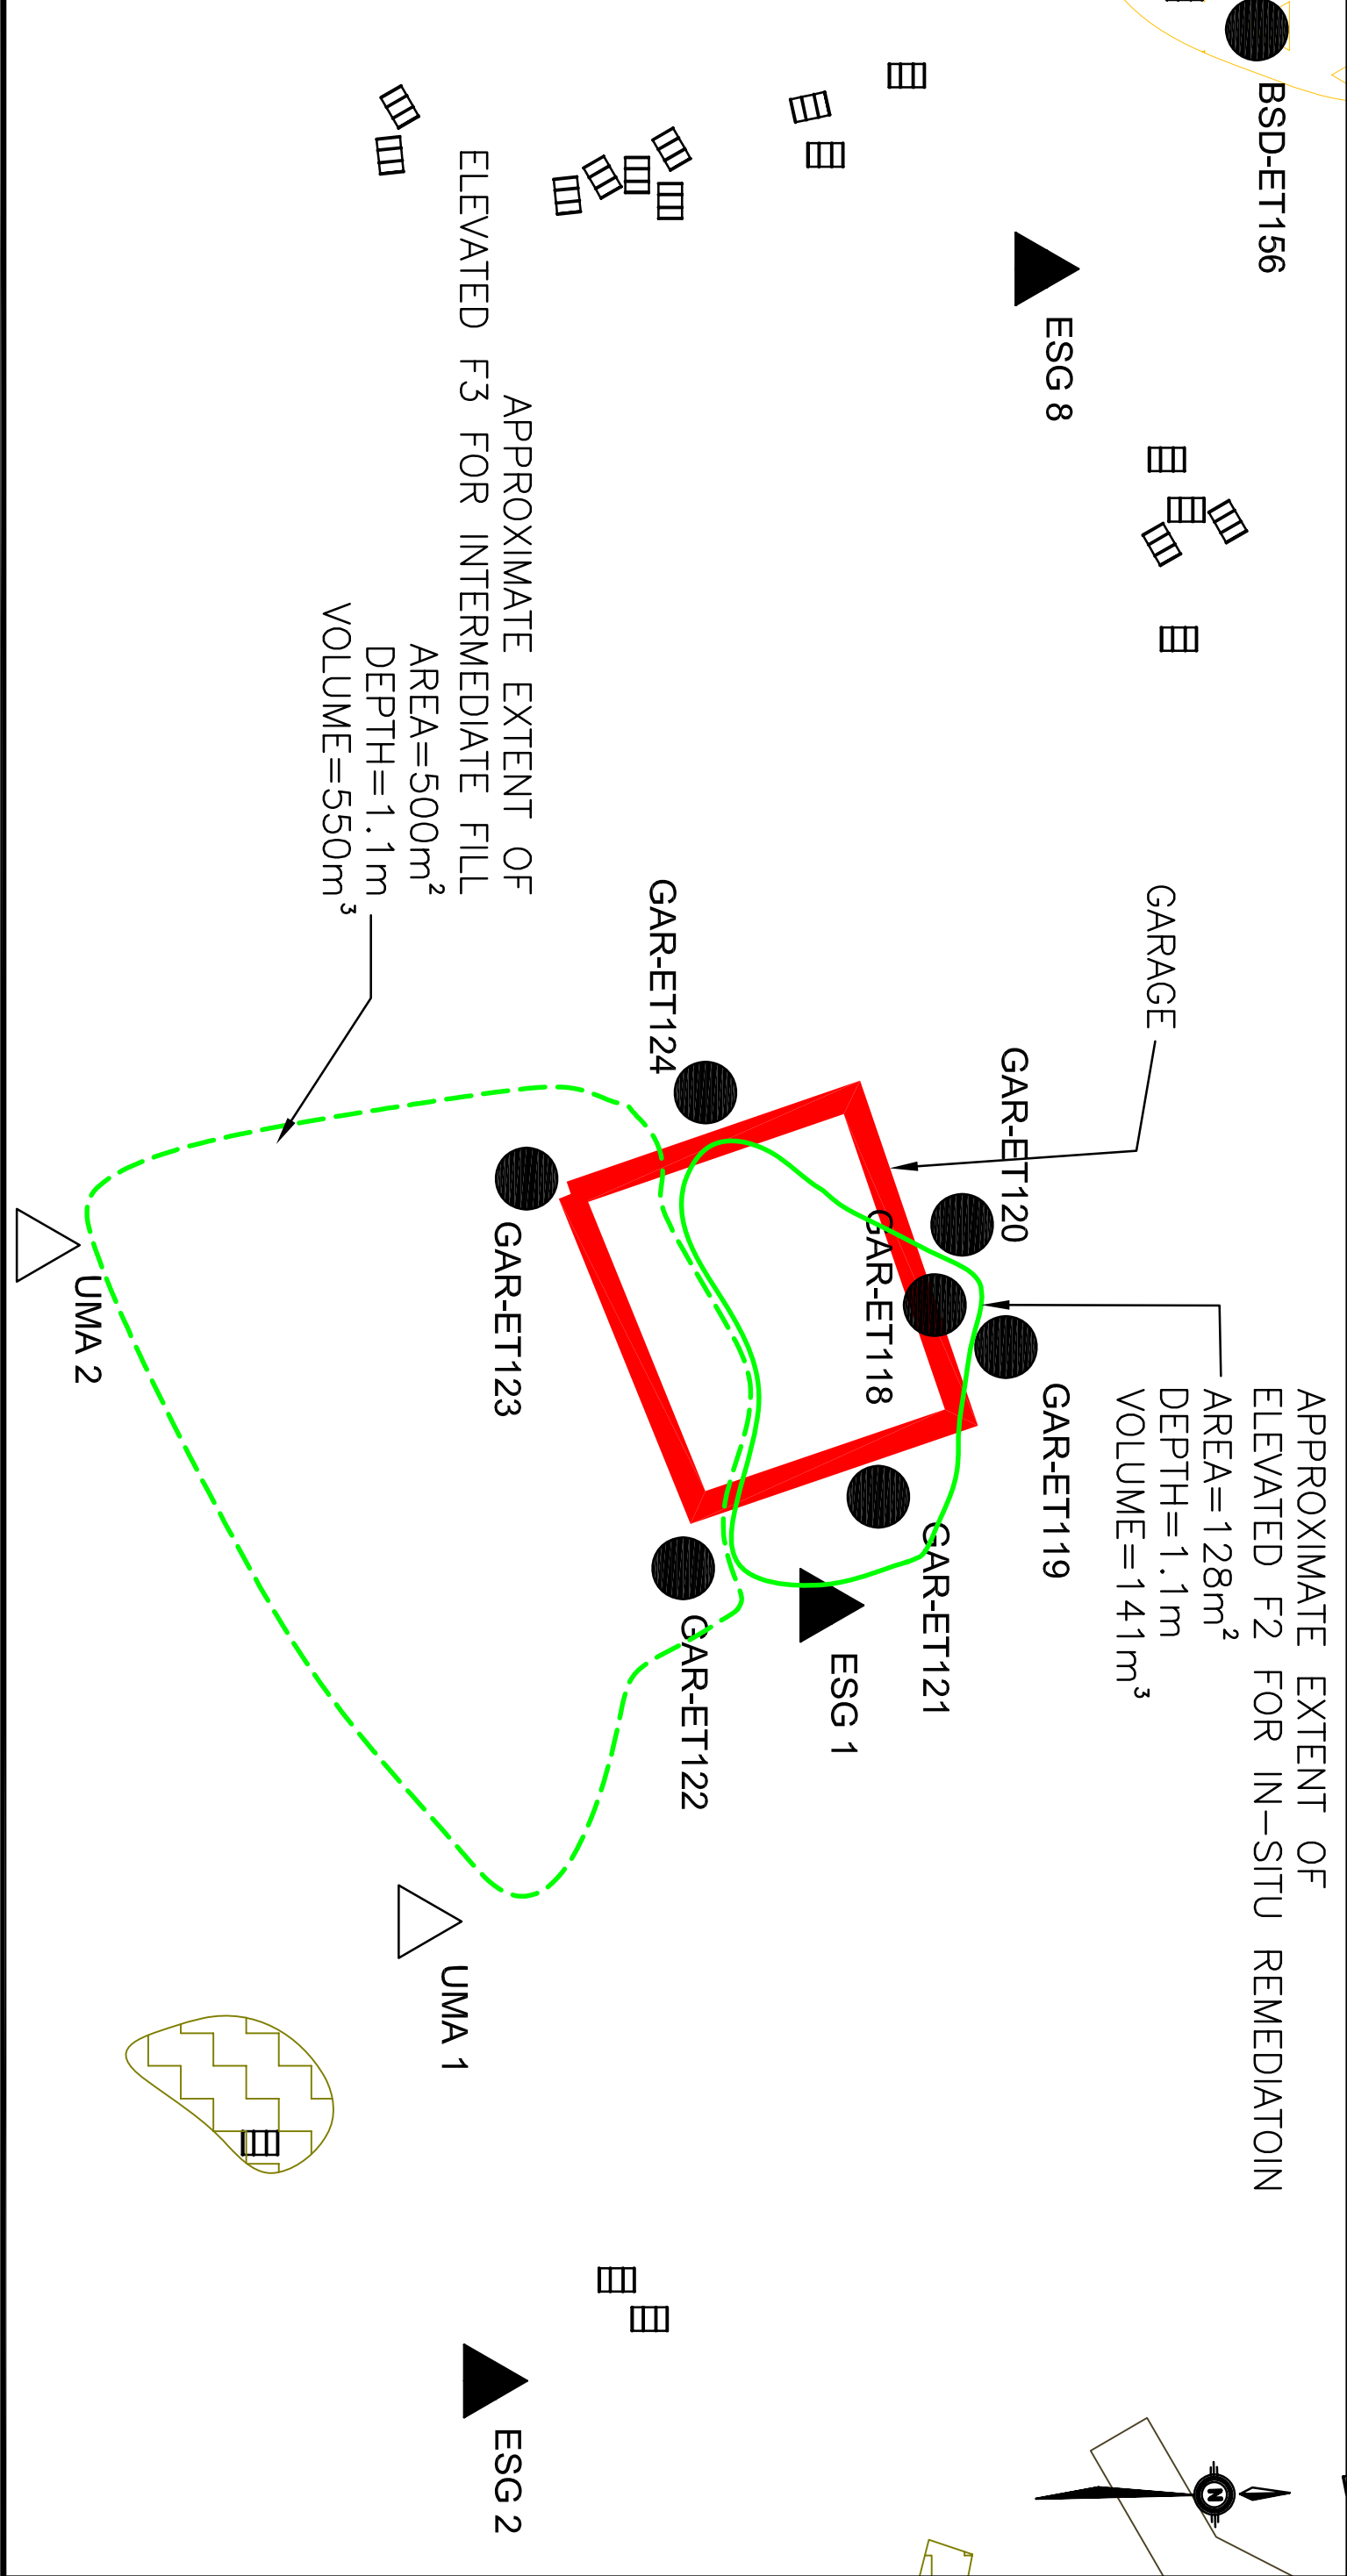 BSD-ET156
ESG 8
APPROXIMATE EXTENT OF
ELEVATED F3 FOR INTERMEDIATE FILL
AREA=500m²
DEPTH=1.1m
VOLUME=550m³
GARAGE
GAR-ET124
GAR-ET120
GAR-ET118
GAR-ET123
GAR-ET119
GAR-ET121
GAR-ET122
APPROXIMATE EXTENT OF
ELEVATED F2 FOR IN-SITU REMEDIATOIN
AREA=128m²
DEPTH=1.1m
VOLUME=141m³
ESG 1
UMA 2
UMA 1
ESG 2
N